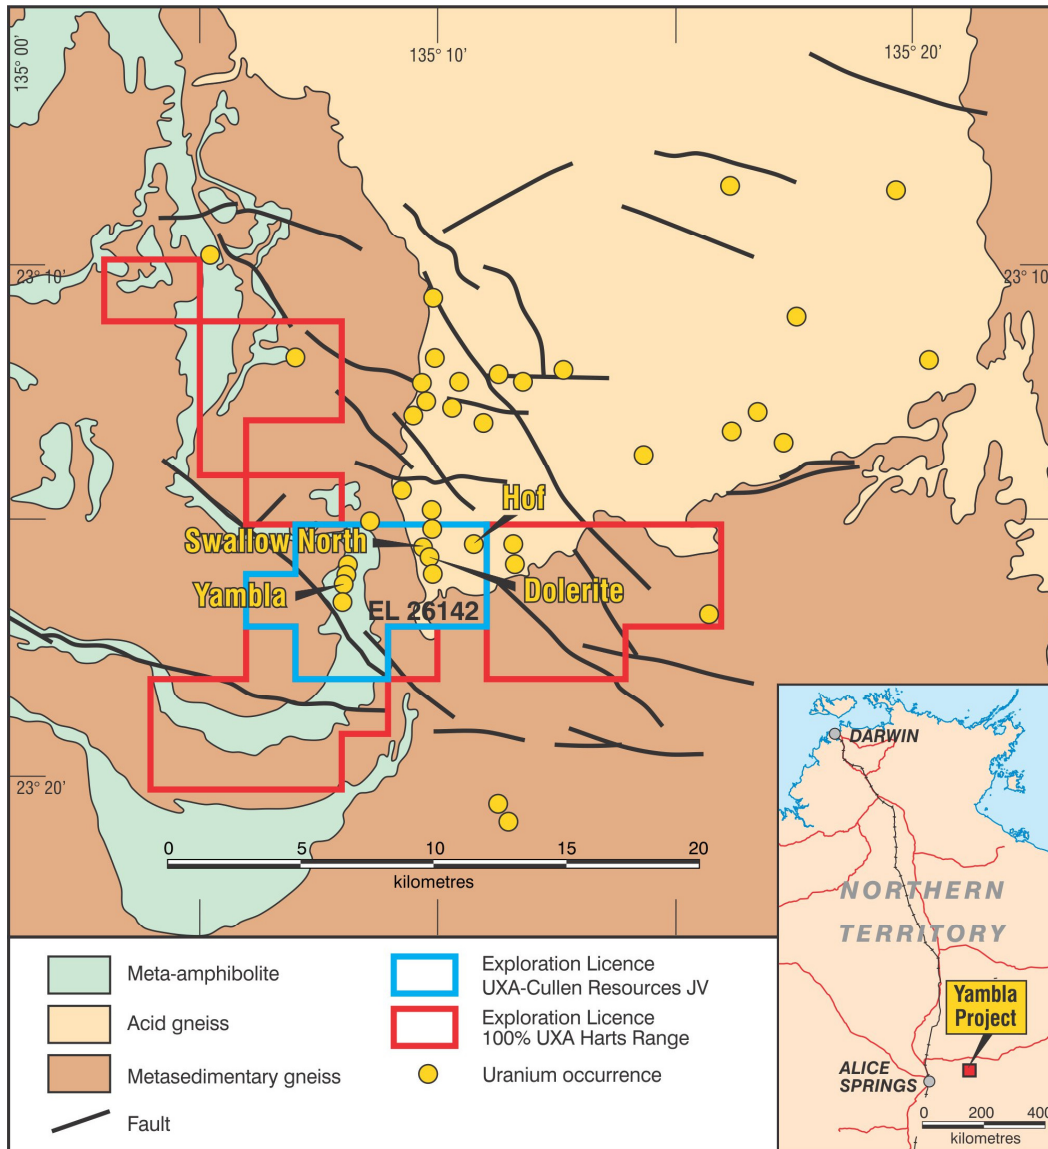 135° 00’
135° 10’
135° 20’
23° 10’
23° 10’
Hof
Swallow North
Yambla
Dolerite
EL 26142
23° 20’
0 5 10 15 20
kilometres
Meta-amphibolite
Acid gneiss
Metasedimentary gneiss
Fault
Exploration Licence
UXA-Cullen Resources JV
Exploration Licence
100% UXA Harts Range
Uranium occurrence
DARWIN
NORTHERN
TERRITORY
Yambla
Project
ALICE
SPRINGS
0 200 400
kilometres